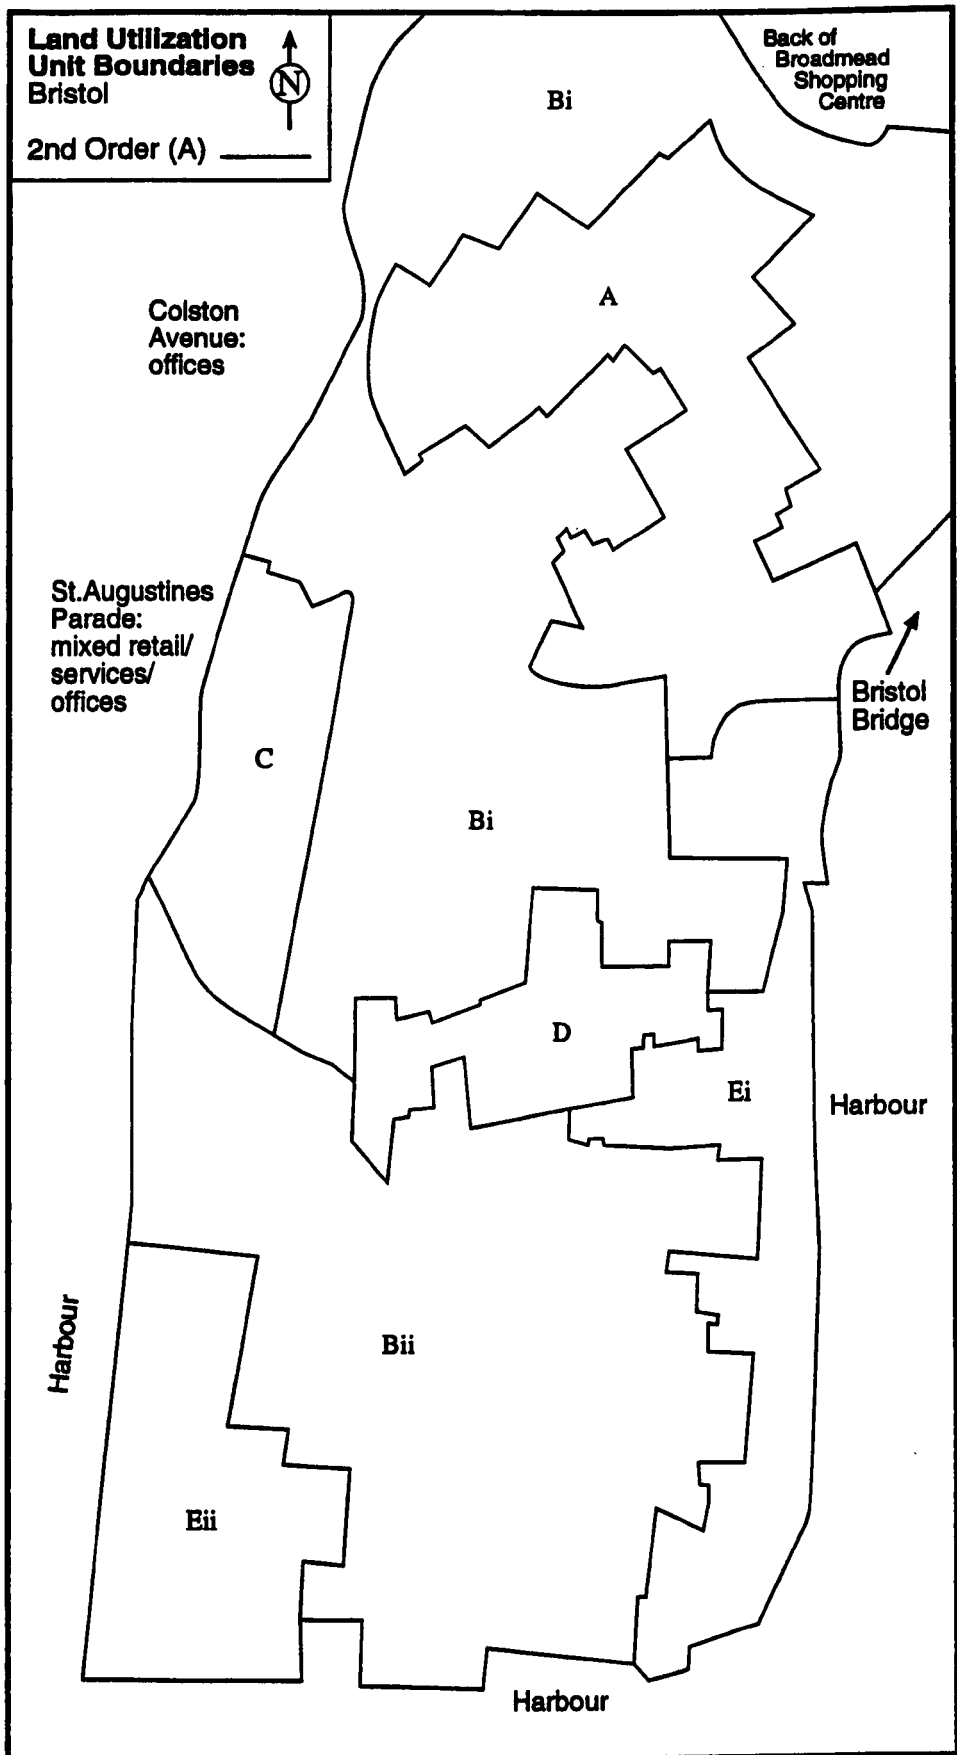 Land Utilization
Unit Boundaries
Bristol
N
2nd Order (A)
Back of
Broadmead
Shopping
Centre
Bi
A
Colston
Avenue:
offices
St.Augustines
Parade:
mixed retail/
services/
offices
Bristol
Bridge
C
Bi
D
Ei
Harbour
Harbour
Bii
Eii
Harbour